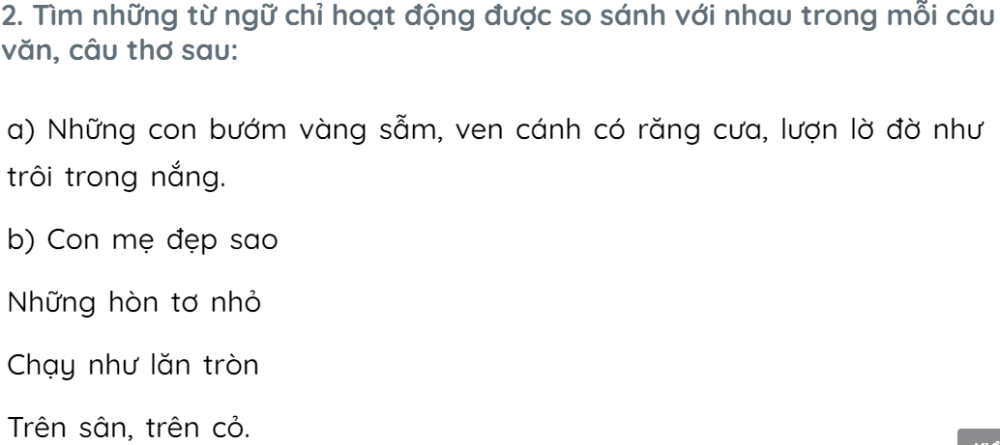 2. Tìm những từ ngữ chỉ hoạt động được so sánh với nhau trong mỗi câu
văn, câu thơ sau:
a) Những con bướm vàng sẫm, ven cánh có răng cưa, lượn lờ đờ như
trôi trong nắng.
b) Con mẹ đẹp sao
Những hòn tơ nhỏ
Chạy như lăn tròn
Trên sân, trên cỏ.